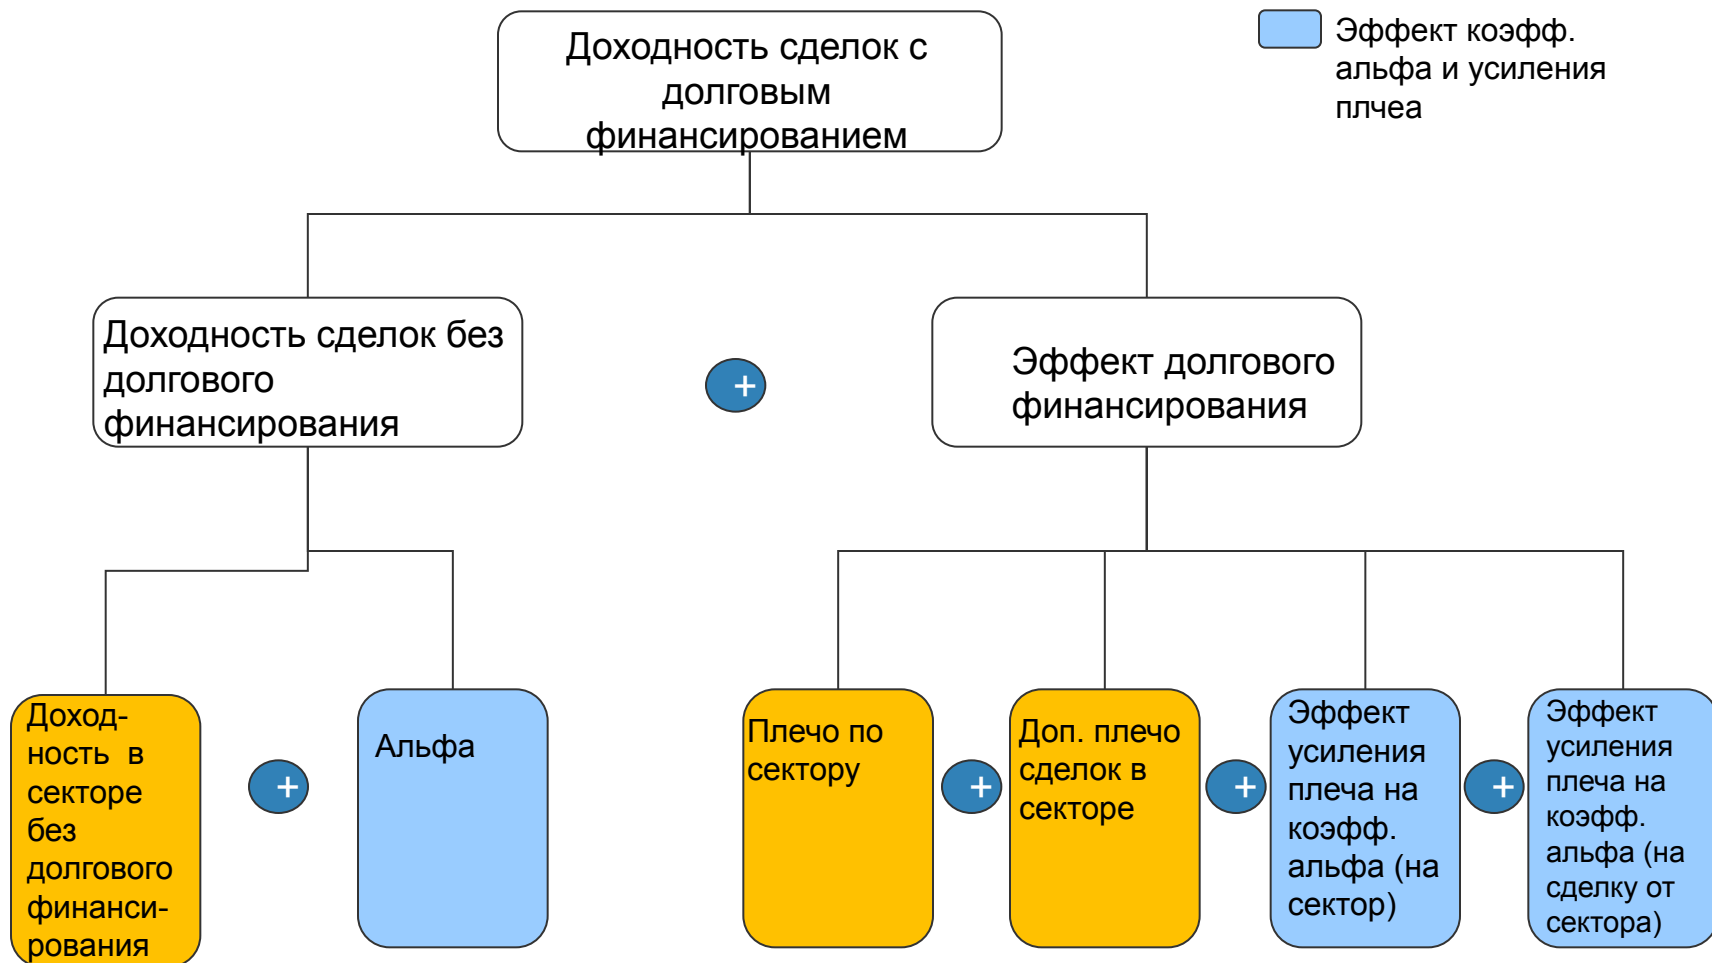 Доходность сделок с
долговым
финансированием
Эффект коэфф.
альфа и усиления
плчеа
Доходность сделок без
долгового
финансирования
+
Эффект долгового
финансирования
Доход-
ность в
секторе
без
долгового
финанси-
рования
+
Альфа
Плечо по
сектору
+
Доп. плечо
сделок в
секторе
+
Эффект
усиления
плеча на
коэфф.
альфа (на
сектор)
+
Эффект
усиления
плеча на
коэфф.
альфа (на
сделку от
сектора)